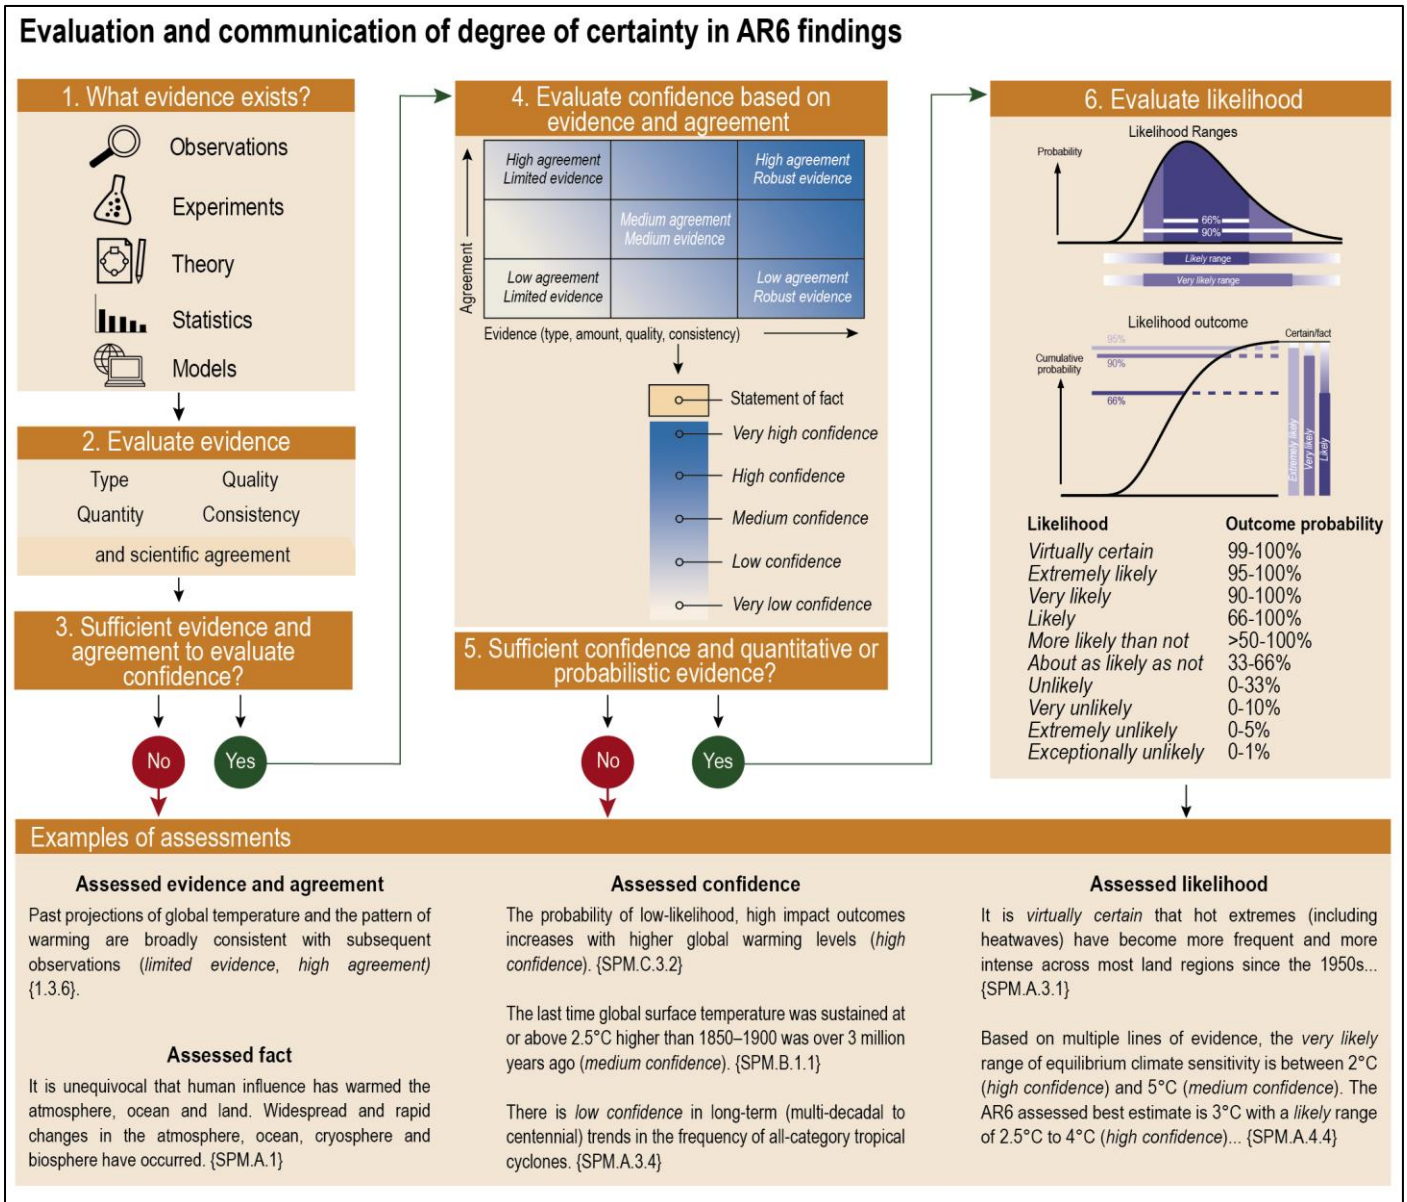 Evaluation and communication of degree of certainty in AR6 findings
1. What evidence exists?
Observations
Experiments
Theory
Statistics
Models
2. Evaluate evidence
Type
Quality
Quantity
Consistency
and scientific agreement
3. Sufficient evidence and
agreement to evaluate
confidence?
No
Yes
4. Evaluate confidence based on
evidence and agreement
Agreement
High agreement
Limited evidence
High agreement
Robust evidence
Medium agreement
Medium evidence
Low agreement
Limited evidence
Low agreement
Robust evidence
Evidence (type, amount, quality, consistency)
Statement of fact
Very high confidence
High confidence
Medium confidence
Low confidence
Very low confidence
5. Sufficient confidence and quantitative or
probabilistic evidence?
No
Yes
6. Evaluate likelihood
Likelihood Ranges
Probability
66%
90%
Likely range
Very likely range
Likelihood outcome
Certain/fact
Cumulative
probability
95%
90%
66%
Extremely likely
Very likely
Likely
Likelihood Outcome probability
Virtually certain 99-100%
Extremely likely 95-100%
Very likely 90-100%
Likely 66-100%
More likely than not >50-100%
About as likely as not 33-66%
Unlikely 0-33%
Very unlikely 0-10%
Extremely unlikely 0-5%
Exceptionally unlikely 0-1%
Examples of assessments
Assessed evidence and agreement
Past projections of global temperature and the pattern of
warming are broadly consistent with subsequent
observations (limited evidence, high agreement)
{1.3.6}.
Assessed fact
It is unequivocal that human influence has warmed the
atmosphere, ocean and land. Widespread and rapid
changes in the atmosphere, ocean, cryosphere and
biosphere have occurred. {SPM.A.1}
Assessed confidence
The probability of low-likelihood, high impact outcomes
increases with higher global warming levels (high
confidence). {SPM.C.3.2}
The last time global surface temperature was sustained at
or above 2.5°C higher than 1850–1900 was over 3 million
years ago (medium confidence). {SPM.B.1.1}
There is low confidence in long-term (multi-decadal to
centennial) trends in the frequency of all-category tropical
cyclones. {SPM.A.3.4}
Assessed likelihood
It is virtually certain that hot extremes (including
heatwaves) have become more frequent and more
intense across most land regions since the 1950s...
{SPM.A.3.1}
Based on multiple lines of evidence, the very likely
range of equilibrium climate sensitivity is between 2°C
(high confidence) and 5°C (medium confidence). The
AR6 assessed best estimate is 3°C with a likely range
of 2.5°C to 4°C (high confidence)... {SPM.A.4.4}